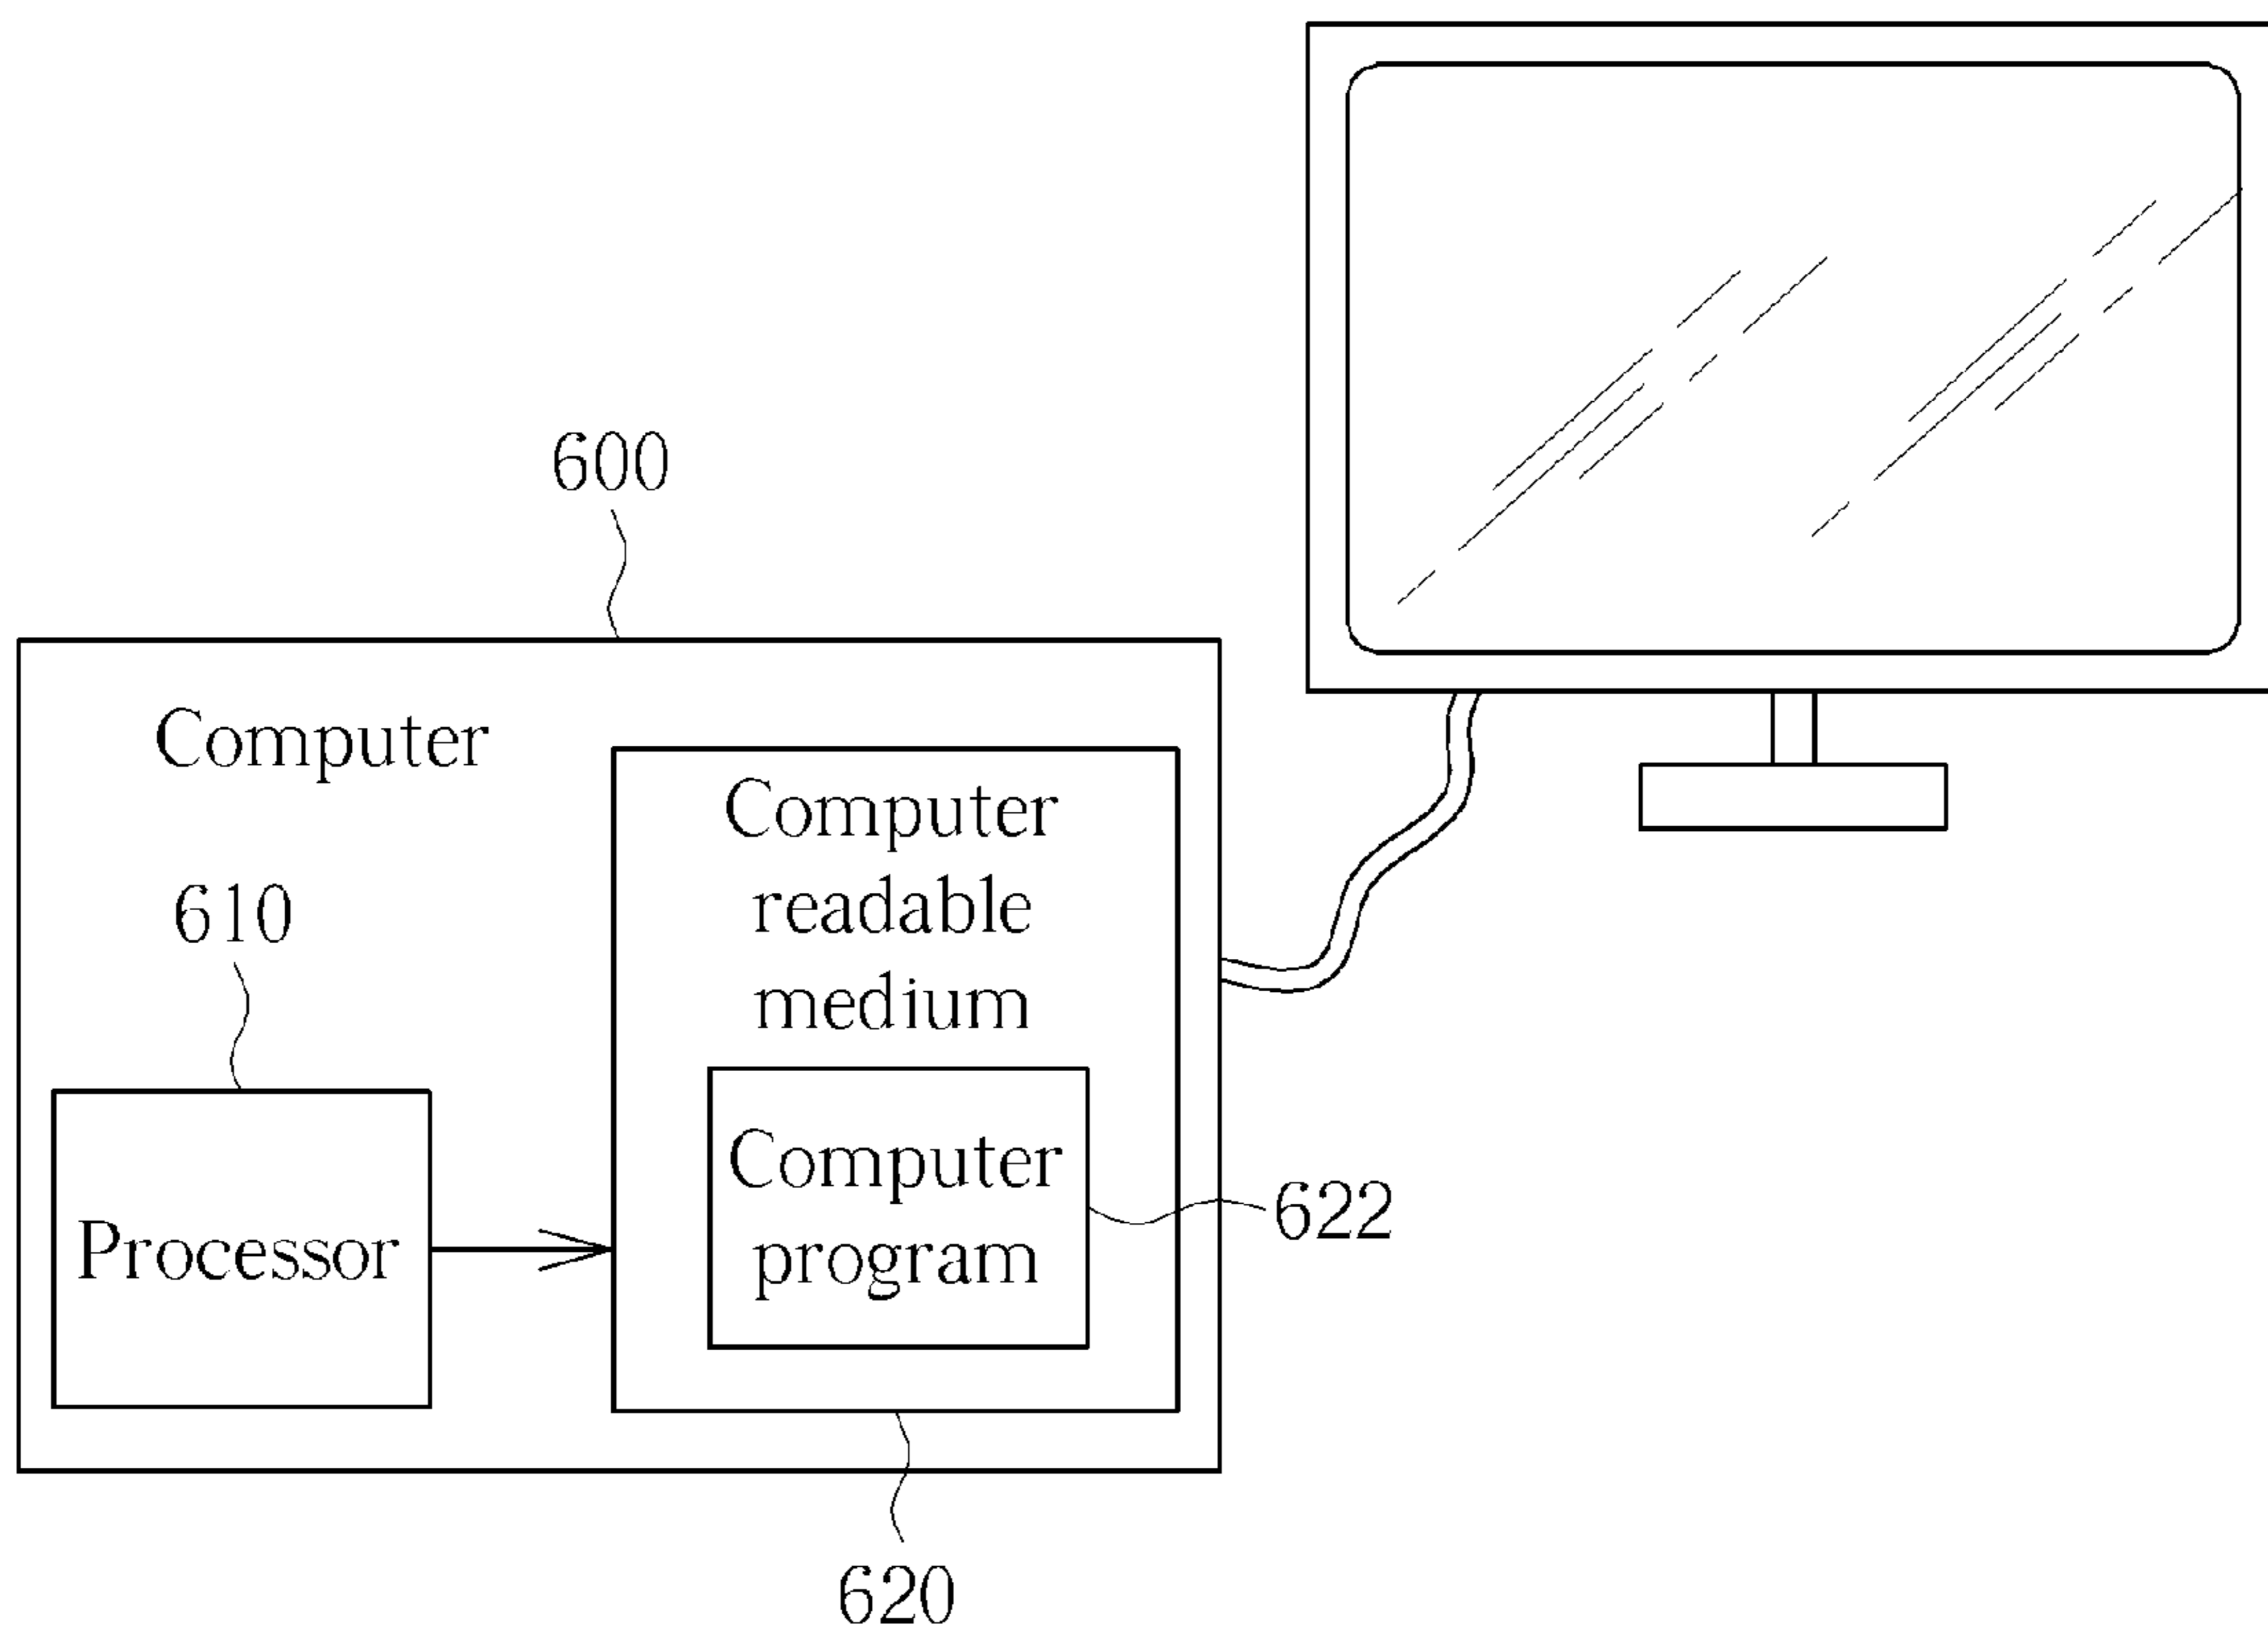 600
Computer
Computer
readable
medium
610
Computer
program
622
Processor
620